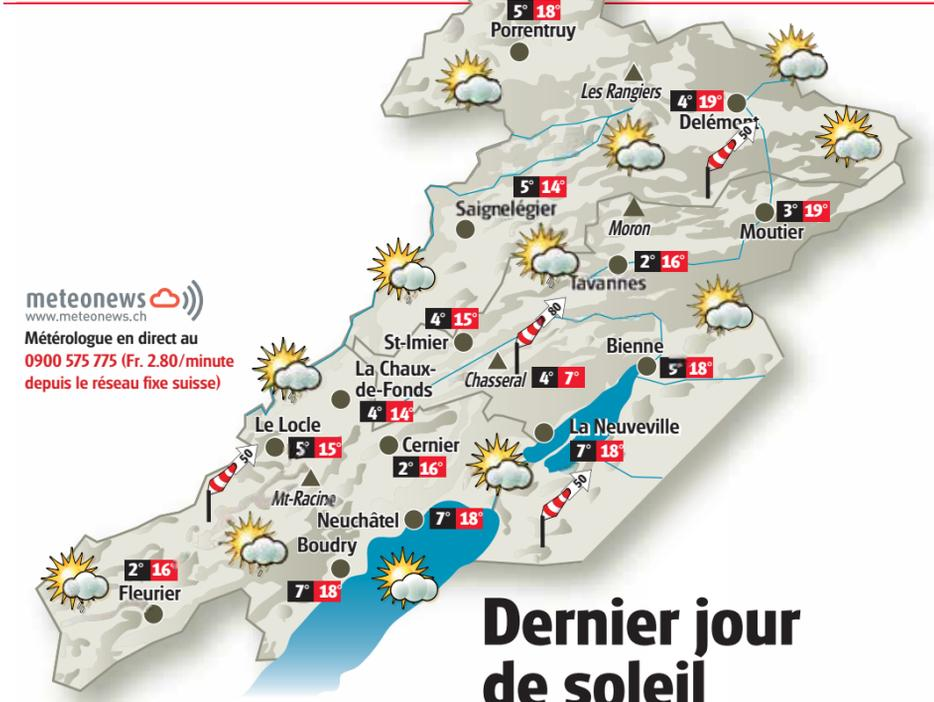 5° 18°
Porrentruy
Les Rangiers
4° 19°
Delémont
50
5° 14°
Saignelégier
Moron
3° 19°
Moutier
2° 16°
Tavannes
meteonews
www.meteonews.ch
Météorologue en direct au
0900 575 775 (Fr. 2.80/minute
depuis le réseau fixe suisse)
80
4° 15°
St-Imier
Bienne
5° 18°
Chasseral
4° 7°
La Chaux-
de-Fonds
4° 14°
Le Locle
5° 15°
Cernier
2° 16°
La Neuveville
7° 18°
50
Mt-Racine
50
Neuchâtel
7° 18°
Boudry
7° 18°
2° 16°
Fleurier
Dernier jour
de soleil